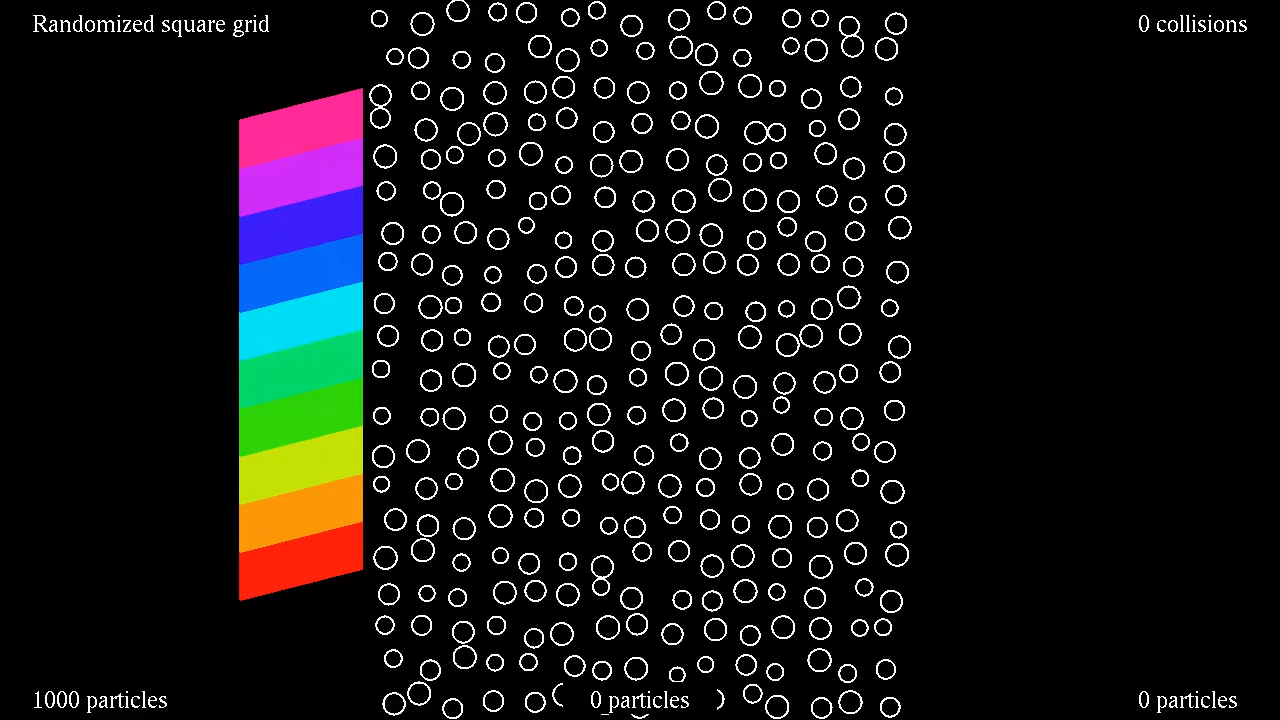 Randomized square grid
0 collisions
1000 particles
0 particles
0 particles